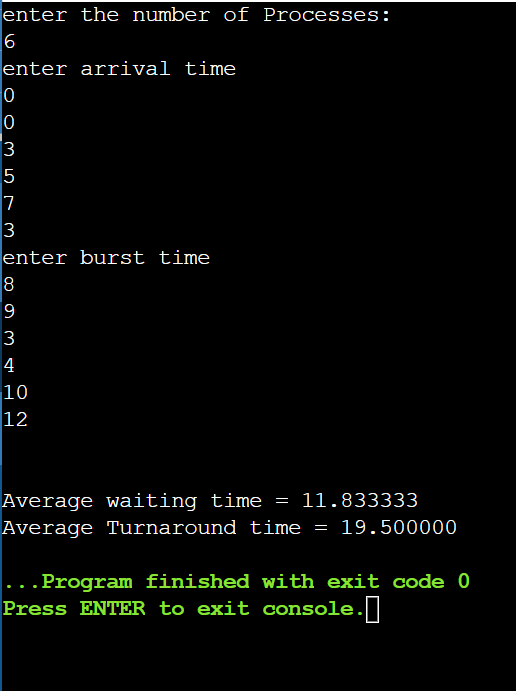 enter the number of Processes:
6
enter arrival time
0
0
3
5
7
3
enter burst time
8
9
3
4
10
12
Average waiting time = 11.833333
Average Turnaround time = 19.500000
...Program finished with exit code 0
Press ENTER to exit console.